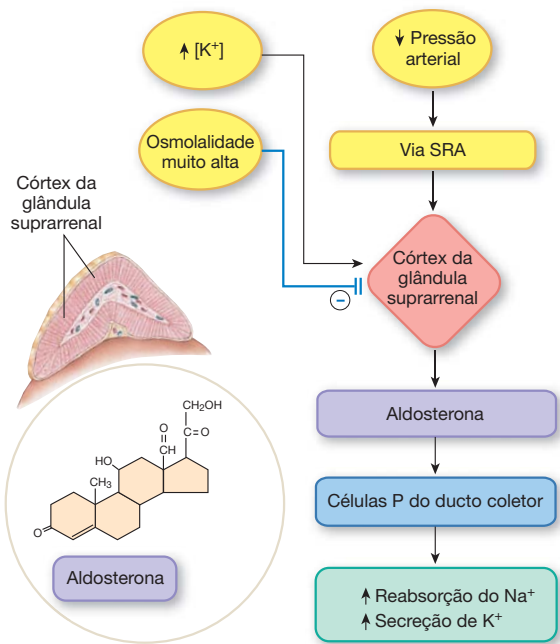 ↑ [K⁺]
↓ Pressão
arterial
Osmolalidade
muito alta
Via SRA
Córtex da
glândula
suprarrenal
Córtex da
glândula
suprarrenal
−
Aldosterona
CH₂OH
O
C=O
CH
HO
CH₃
O
Aldosterona
Células P do ducto coletor
↑ Reabsorção do Na⁺
↑ Secreção de K⁺